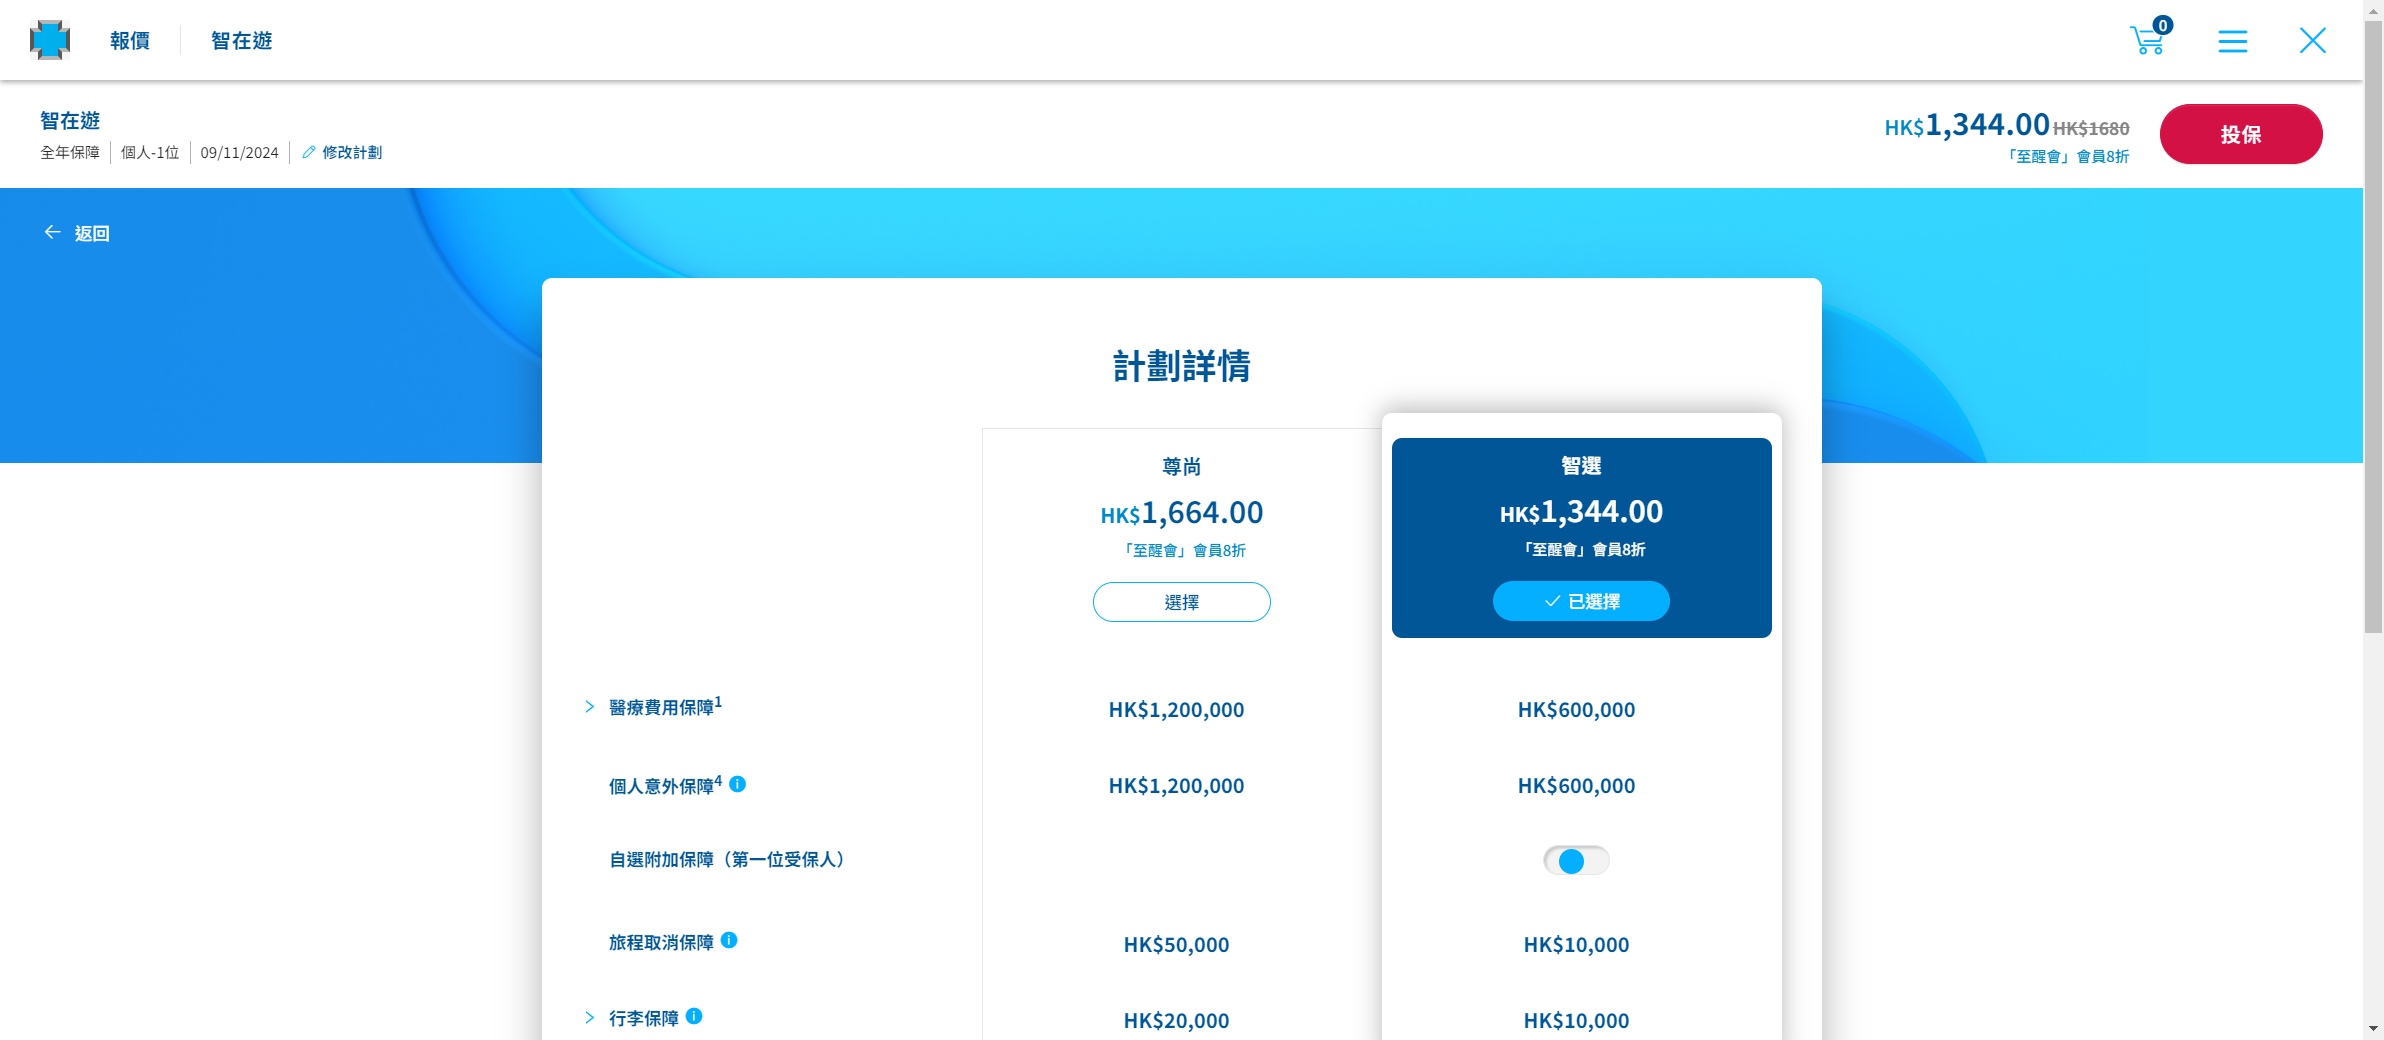 報價
智在遊
0
智在遊
全年保障
個人-1位
09/11/2024
修改計劃
HK$1,344.00 HK$1680
「至醒會」會員8折
投保
返回
計劃詳情
尊尚
HK$1,664.00
「至醒會」會員8折
選擇
智選
HK$1,344.00
「至醒會」會員8折
已選擇
醫療費用保障1 HK$1,200,000 HK$600,000
個人意外保障4 HK$1,200,000 HK$600,000
自選附加保障（第一位受保人）
旅程取消保障 HK$50,000 HK$10,000
行李保障 HK$20,000 HK$10,000